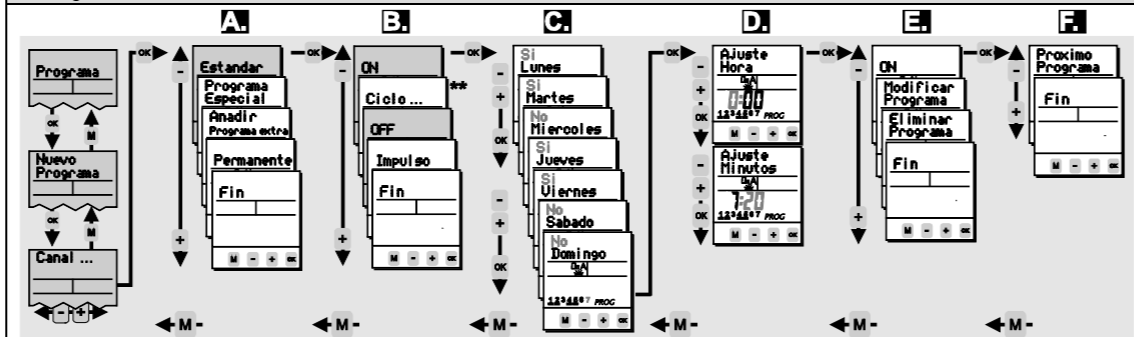 A.
B.
C.
D.
E.
F.
Programa
OK
M
Nuevo
Programa
OK
M
Canal ...
- +
OK
-
+
Estandar
Programa
Especial
Anadir
Programa extra
Permanente
Fin
M - + OK
OK
-
+
ON
Ciclo ...
**
OFF
Impulso
Fin
M - + OK
OK
-
+
OK
-
+
OK
Si
Lunes
Si
Martes
No
Miercoles
Si
Jueves
Si
Viernes
No
Sabado
No
Domingo
1234567 PROG
M - + OK
OK
-
+
OK
-
+
OK
Ajuste
Hora
0:00
1234567 PROG
M - + OK
Ajuste
Minutos
7:20
1234567 PROG
M - + OK
OK
-
+
ON
Modificar
Programa
Eliminar
Programa
Fin
M - + OK
OK
-
+
Proximo
Programa
Fin
M - + OK
M -
M -
M -
M -
M -
M -